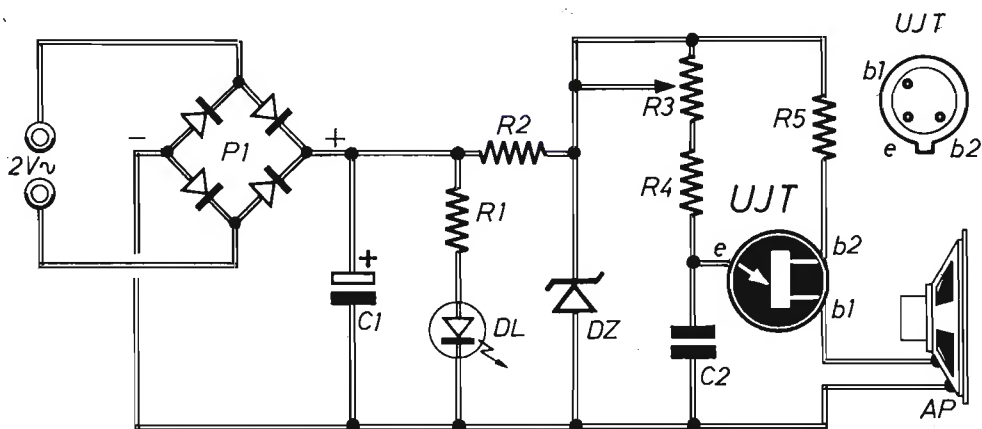 UJT
b1
e
b2
2V~
P1
-
+
R2
R3
R5
R1
R4
UJT
e
b2
b1
+
C1
DL
DZ
C2
AP